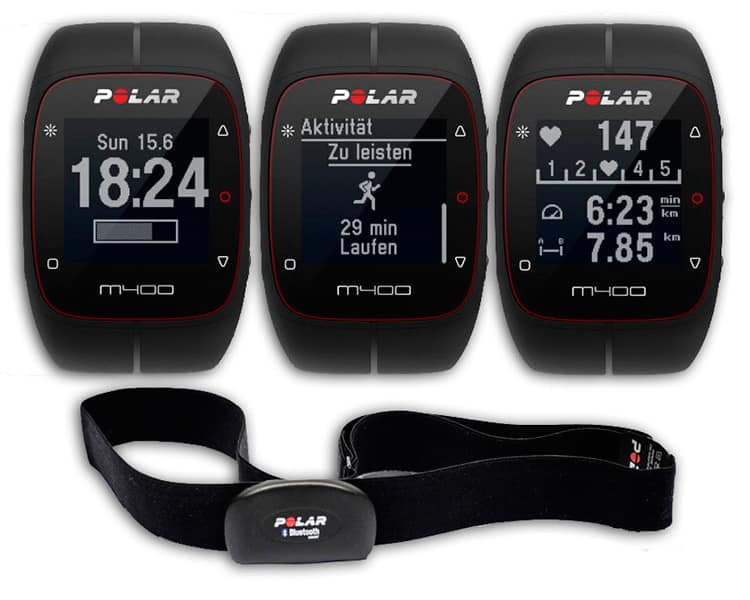 POLAR
Sun 15.6
18:24
M400
POLAR
Aktivität
Zu leisten
29 min
Laufen
M400
POLAR
147
1 2 4 5
6:23 min km
A B
7.85 km
M400
POLAR
POLAR
Bluetooth